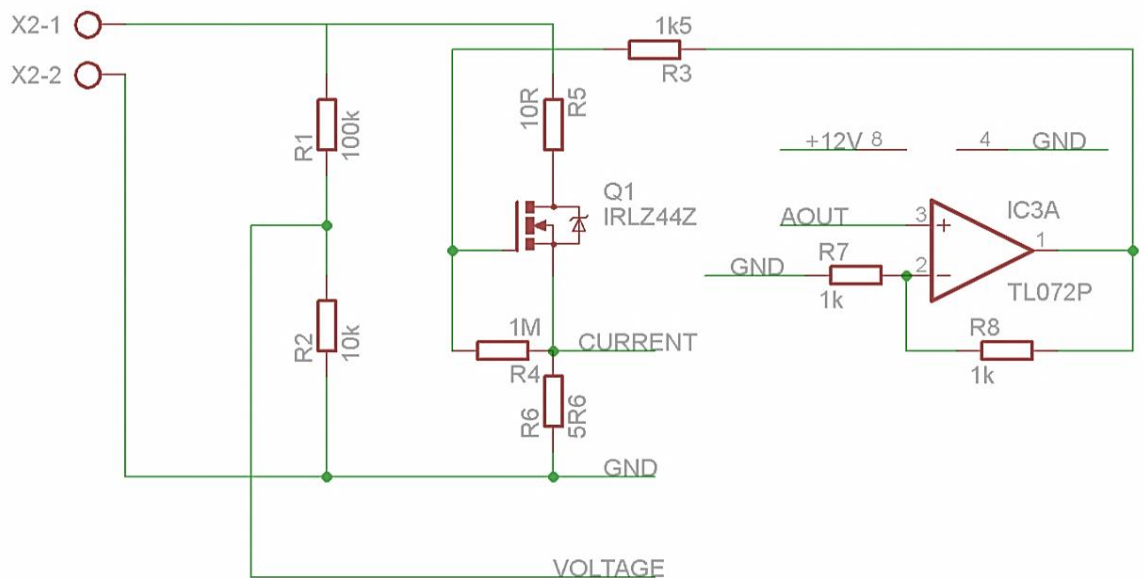 X2-1
X2-2
1k5
R3
10R
R5
R1
100k
+12V 8
4 GND
Q1
IRLZ44Z
AOUT
3
IC3A
+
1
R7
GND
2
−
1k
TL072P
R2
10k
1M
CURRENT
R8
R4
1k
R6
5R6
GND
VOLTAGE